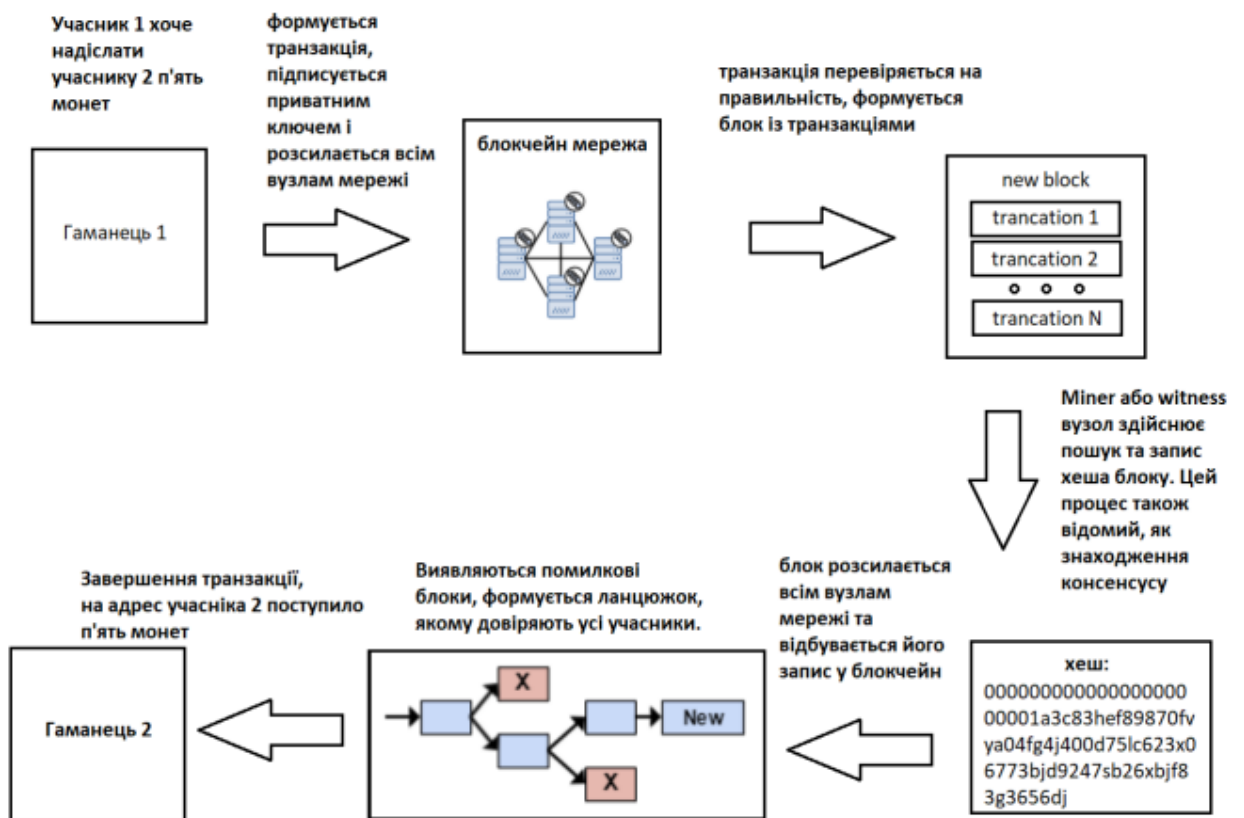 Учасник 1 хоче
надіслати
учаснику 2 п'ять
монет
Гаманець 1
формується
транзакція,
підписується
приватним
ключем і
розсилається всім
вузлам мережі
блокчейн мережа
транзакція перевіряється на
правильність, формується
блок із транзакціями
new block
trancation 1
trancation 2
trancation N
Miner або witness
вузол здійснює
пошук та запис
хеша блоку. Цей
процес також
відомий, як
знаходження
консенсусу
хеш:
000000000000000000
00001a3c83hef89870fv
ya04fg4j400d75lc623x0
6773bjd9247sb26xbjf8
3g3656dj
блок розсилається
всім вузлам
мережі та
відбувається його
запис у блокчейн
Виявляються помилкові
блоки, формується ланцюжок,
якому довіряють усі учасники.
X
New
X
Завершення транзакції,
на адрес учасніка 2 поступило
п'ять монет
Гаманець 2